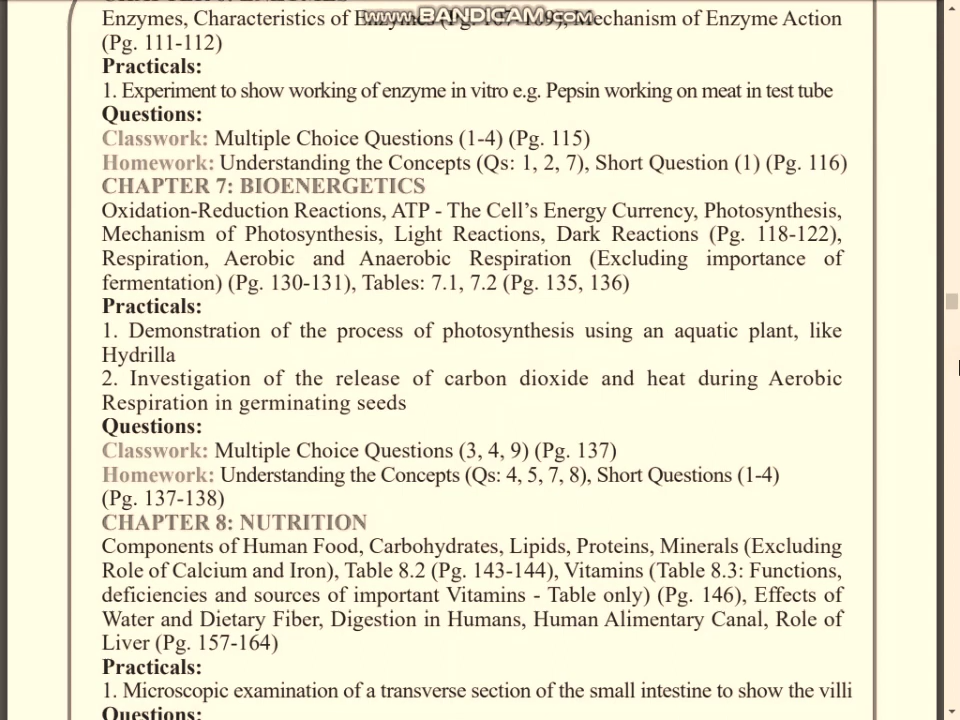 www.BANDICAM.COM
Enzymes, Characteristics of Enzymes (Pg. 107-109), Mechanism of Enzyme Action
(Pg. 111-112)
Practicals:
1. Experiment to show working of enzyme in vitro e.g. Pepsin working on meat in test tube
Questions:
Classwork: Multiple Choice Questions (1-4) (Pg. 115)
Homework: Understanding the Concepts (Qs: 1, 2, 7), Short Question (1) (Pg. 116)
CHAPTER 7: BIOENERGETICS
Oxidation-Reduction Reactions, ATP - The Cell's Energy Currency, Photosynthesis,
Mechanism of Photosynthesis, Light Reactions, Dark Reactions (Pg. 118-122),
Respiration, Aerobic and Anaerobic Respiration (Excluding importance of
fermentation) (Pg. 130-131), Tables: 7.1, 7.2 (Pg. 135, 136)
Practicals:
1. Demonstration of the process of photosynthesis using an aquatic plant, like
Hydrilla
2. Investigation of the release of carbon dioxide and heat during Aerobic
Respiration in germinating seeds
Questions:
Classwork: Multiple Choice Questions (3, 4, 9) (Pg. 137)
Homework: Understanding the Concepts (Qs: 4, 5, 7, 8), Short Questions (1-4)
(Pg. 137-138)
CHAPTER 8: NUTRITION
Components of Human Food, Carbohydrates, Lipids, Proteins, Minerals (Excluding
Role of Calcium and Iron), Table 8.2 (Pg. 143-144), Vitamins (Table 8.3: Functions,
deficiencies and sources of important Vitamins - Table only) (Pg. 146), Effects of
Water and Dietary Fiber, Digestion in Humans, Human Alimentary Canal, Role of
Liver (Pg. 157-164)
Practicals:
1. Microscopic examination of a transverse section of the small intestine to show the villi
Questions: